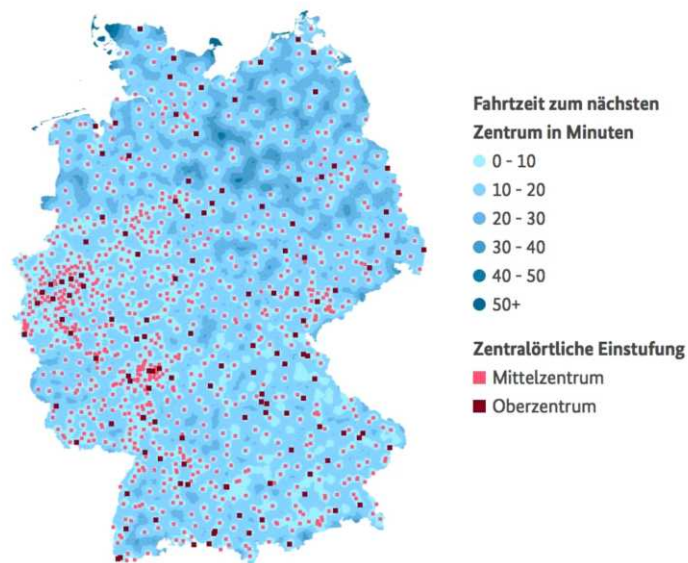 Fahrtzeit zum nächsten
Zentrum in Minuten
0 - 10
10 - 20
20 - 30
30 - 40
40 - 50
50+
Zentralörtliche Einstufung
Mittelzentrum
Oberzentrum